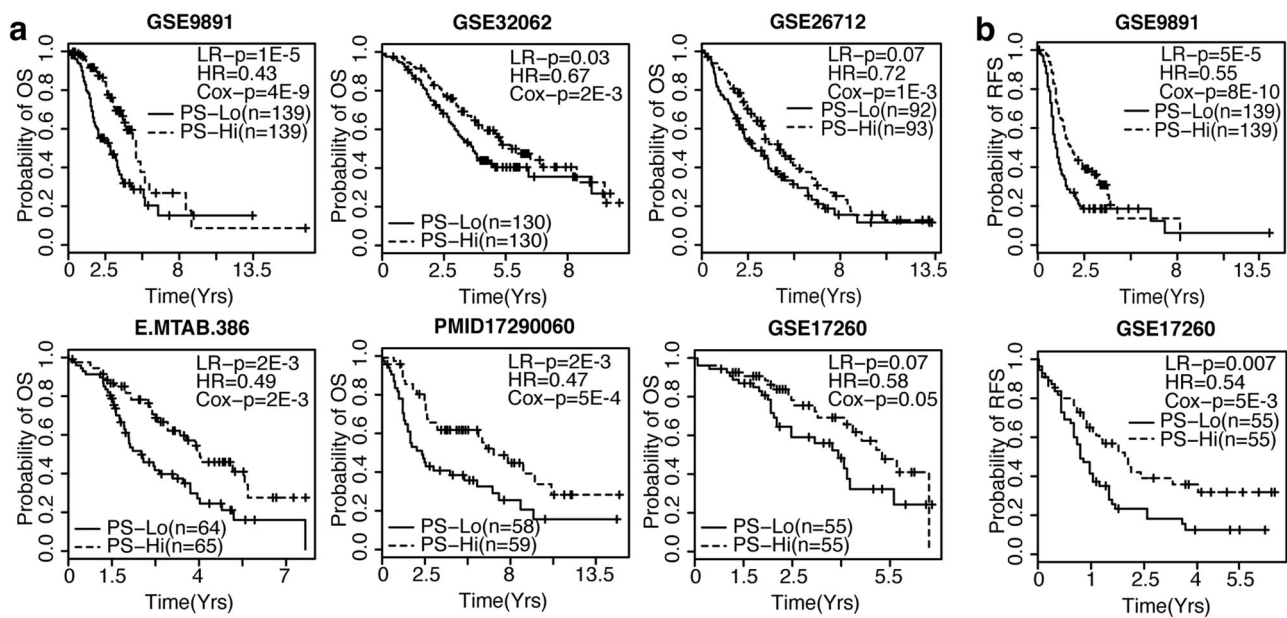 a
GSE9891
Probability of OS
1.0
0.8
0.6
0.4
0.2
0.0
LR-p=1E-5
HR=0.43
Cox-p=4E-9
PS-Lo(n=139)
PS-Hi(n=139)
0 2.5 8 13.5
Time(Yrs)
GSE32062
Probability of OS
1.0
0.8
0.6
0.4
0.2
0.0
LR-p=0.03
HR=0.67
Cox-p=2E-3
PS-Lo(n=130)
PS-Hi(n=130)
0 2.5 5.5 8
Time(Yrs)
GSE26712
Probability of OS
1.0
0.8
0.6
0.4
0.2
0.0
LR-p=0.07
HR=0.72
Cox-p=1E-3
PS-Lo(n=92)
PS-Hi(n=93)
0 2.5 5.5 8 13.5
Time(Yrs)
b
GSE9891
Probability of RFS
1.0
0.8
0.6
0.4
0.2
0.0
LR-p=5E-5
HR=0.55
Cox-p=8E-10
PS-Lo(n=139)
PS-Hi(n=139)
0 2.5 8 13.5
Time(Yrs)
E.MTAB.386
Probability of OS
1.0
0.8
0.6
0.4
0.2
0.0
LR-p=2E-3
HR=0.49
Cox-p=2E-3
PS-Lo(n=64)
PS-Hi(n=65)
0 1.5 4 7
Time(Yrs)
PMID17290060
Probability of OS
1.0
0.8
0.6
0.4
0.2
0.0
LR-p=2E-3
HR=0.47
Cox-p=5E-4
PS-Lo(n=58)
PS-Hi(n=59)
0 2.5 8 13.5
Time(Yrs)
GSE17260
Probability of OS
1.0
0.8
0.6
0.4
0.2
0.0
LR-p=0.07
HR=0.58
Cox-p=0.05
PS-Lo(n=55)
PS-Hi(n=55)
0 1.5 2.5 5.5
Time(Yrs)
GSE17260
Probability of RFS
1.0
0.8
0.6
0.4
0.2
0.0
LR-p=0.007
HR=0.54
Cox-p=5E-3
PS-Lo(n=55)
PS-Hi(n=55)
0 1 2.5 4 5.5
Time(Yrs)